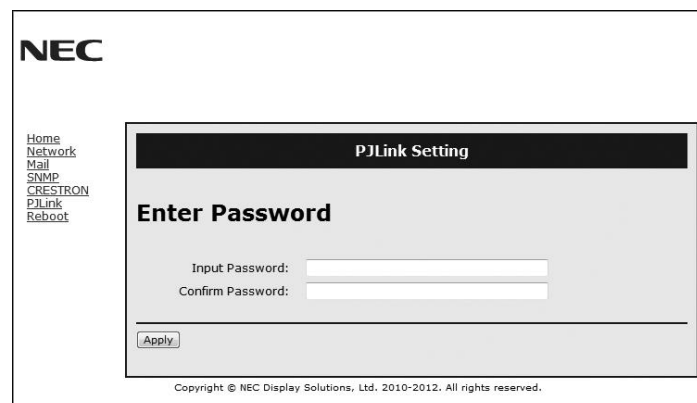 NEC
Home
Network
Mail
SNMP
CRESTRON
PJLink
Reboot
PJLink Setting
Enter Password
Input Password:
Confirm Password:
Apply
Copyright © NEC Display Solutions, Ltd. 2010-2012. All rights reserved.